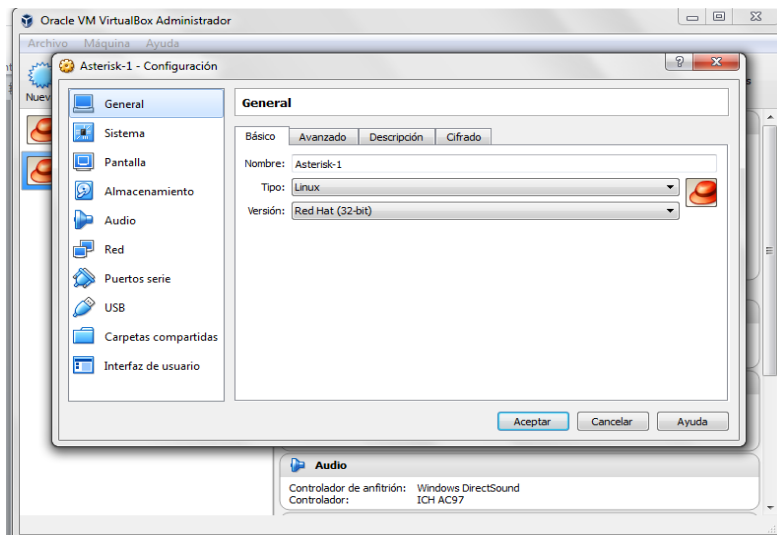 Oracle VM VirtualBox Administrador
Archivo Máquina Ayuda
Asterisk-1 - Configuración
General
Sistema
Pantalla
Almacenamiento
Audio
Red
Puertos serie
USB
Carpetas compartidas
Interfaz de usuario
General
Básico Avanzado Descripción Cifrado
Nombre: Asterisk-1
Tipo: Linux
Versión: Red Hat (32-bit)
Aceptar Cancelar Ayuda
Audio
Controlador de anfitrión: Windows DirectSound
Controlador: ICH AC97